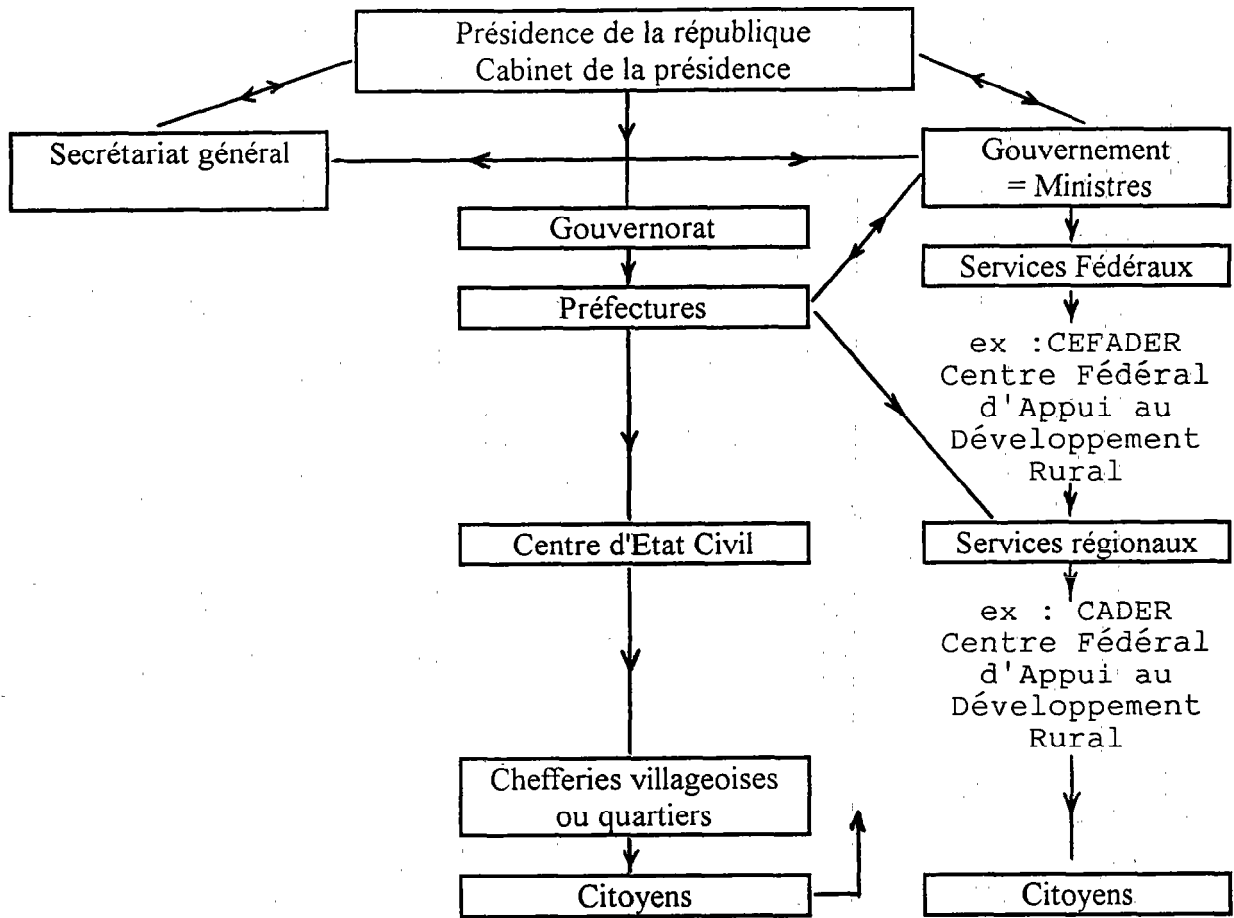 Présidence de la république
Cabinet de la présidence
Secrétariat général
Gouvernement
= Ministres
Gouvernorat
Services Fédéraux
Préfectures
ex :CEFADER
Centre Fédéral
d'Appui au
Développement
Rural
Centre d'Etat Civil
Services régionaux
ex : CADER
Centre Fédéral
d'Appui au
Développement
Rural
Chefferies villageoises
ou quartiers
Citoyens
Citoyens